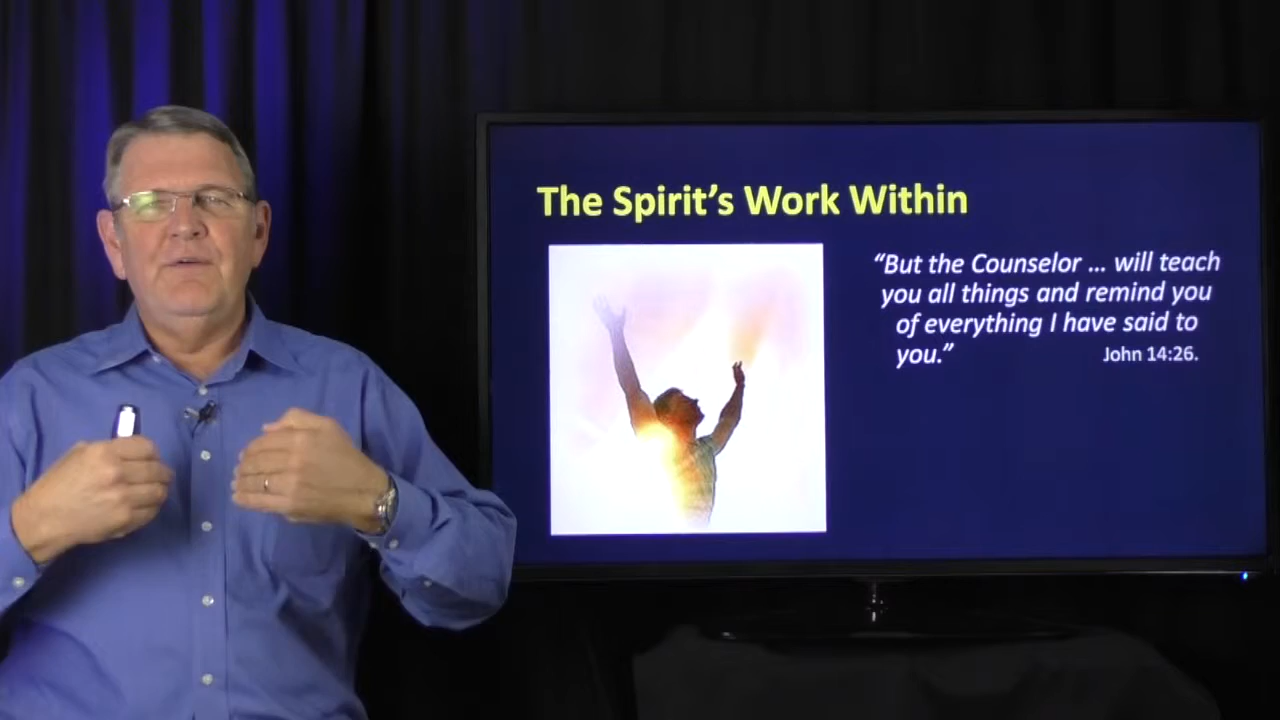 The Spirit's Work Within
“But the Counselor ... will teach
you all things and remind you
of everything I have said to
you.” John 14:26.